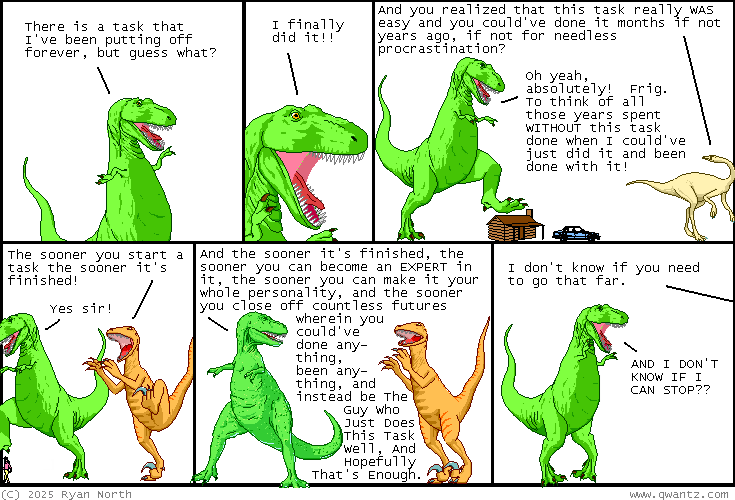 There is a task that
I've been putting off
forever, but guess what?
I finally
did it!!
And you realized that this task really WAS
easy and you could've done it months if not
years ago, if not for needless
procrastination?
Oh yeah,
absolutely!  Frig.
To think of all
those years spent
WITHOUT this task
done when I could've
just did it and been
done with it!
The sooner you start a
task the sooner it's
finished!
Yes sir!
And the sooner it's finished, the
sooner you can become an EXPERT in
it, the sooner you can make it your
whole personality, and the sooner
you close off countless futures
wherein you
could've
done any-
thing,
been any-
thing, and
instead be The
Guy Who
Just Does
This Task
Well, And
Hopefully
That's Enough.
I don't know if you need
to go that far.
AND I DON'T
KNOW IF I
CAN STOP??
(C) 2025 Ryan North
www.qwantz.com